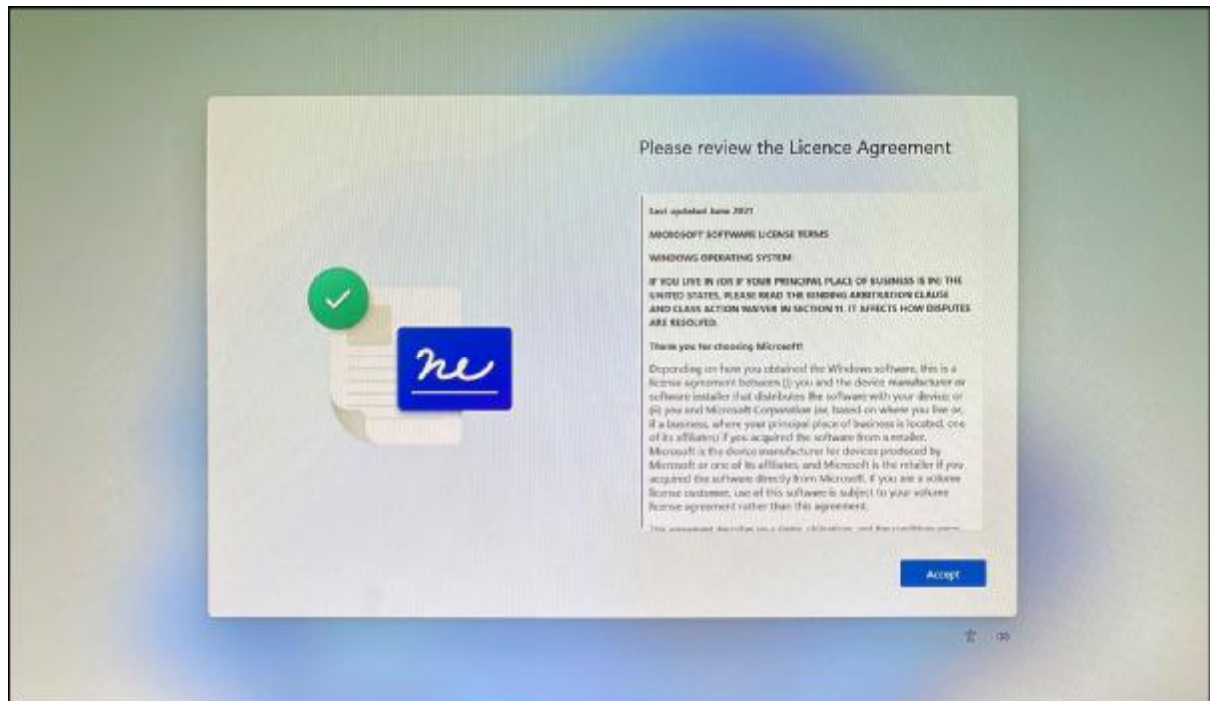 Please review the Licence Agreement
Last updated June 2021
MICROSOFT SOFTWARE LICENSE TERMS
WINDOWS OPERATING SYSTEM
IF YOU LIVE IN (OR IF YOUR PRINCIPAL PLACE OF BUSINESS IS IN) THE
UNITED STATES, PLEASE READ THE BINDING ARBITRATION CLAUSE
AND CLASS ACTION WAIVER IN SECTION 11. IT AFFECTS HOW DISPUTES
ARE RESOLVED.
Thank you for choosing Microsoft!
Depending on how you obtained the Windows software, this is a
license agreement between (i) you and the device manufacturer or
software installer that distributes the software with your device; or
(ii) you and Microsoft Corporation (or, based on where you live or,
if a business, where your principal place of business is located, one
of its affiliates) if you acquired the software from a retailer.
Microsoft is the device manufacturer for devices produced by
Microsoft or one of its affiliates, and Microsoft is the retailer if you
acquired the software directly from Microsoft. If you are a volume
license customer, use of this software is subject to your volume
license agreement rather than this agreement.
Accept